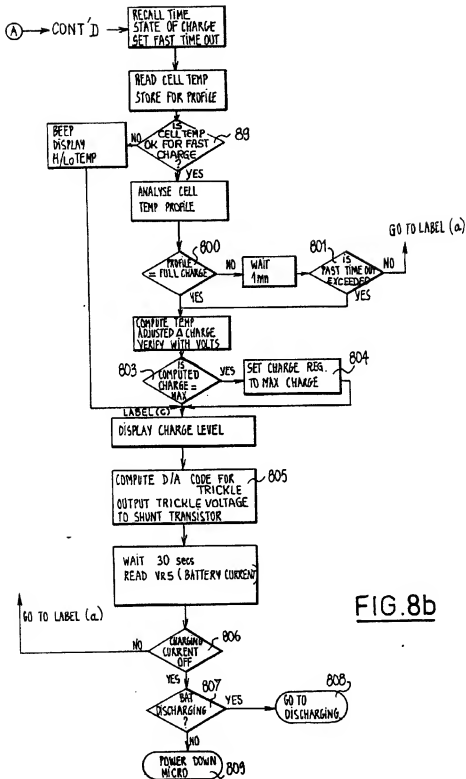 A
CONT'D
RECALL TIME
STATE OF CHARGE
SET FAST TIME OUT
READ CELL TEMP
STORE FOR PROFILE
BEEP
DISPLAY
H/LO TEMP
NO
IS
CELL TEMP
OK FOR FAST
CHARGE
?
89
YES
ANALYSE CELL
TEMP PROFILE
GO TO LABEL (a)
800
PROFILE
= FULL CHARGE
NO
WAIT
1mn
801
IS
FAST TIME OUT
EXCEEDED
NO
YES
YES
COMPUTE TEMP
ADJUSTED Δ CHARGE
VERIFY WITH VOLTS
803
IS
COMPUTED
CHARGE =
MAX
YES
SET CHARGE REG.
TO MAX CHARGE
804
LABEL (C)
DISPLAY CHARGE LEVEL
COMPUTE D/A CODE FOR
TRICKLE
OUTPUT TRICKLE VOLTAGE
TO SHUNT TRANSISTOR
805
WAIT 30 secs
READ VR5 (BATTERY CURRENT)
GO TO LABEL (a)
FIG.8b
NO
CHARGING
CURRENT
OFF
806
YES
BAT
DISCHARGING
?
807
YES
GO TO
DISCHARGING
808
NO
POWER DOWN
MICRO
809